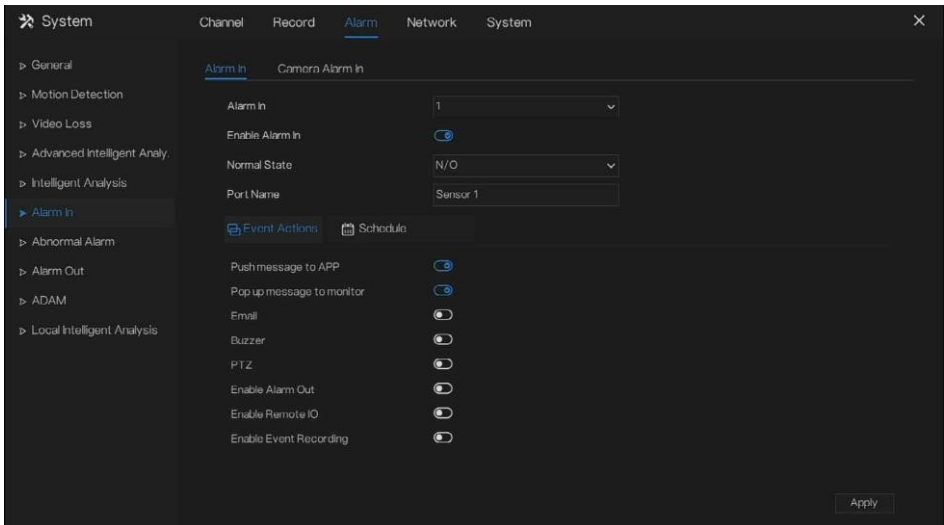 System
Channel Record Alarm Network System
General
Motion Detection
Video Loss
Advanced Intelligent Analy.
Intelligent Analysis
Alarm In
Abnormal Alarm
Alarm Out
ADAM
Local Intelligent Analysis
Alarm In Camera Alarm In
Alarm In 1
Enable Alarm In
Normal State N/O
Port Name Sensor 1
Event Actions Schedule
Push message to APP
Pop up message to monitor
Email
Buzzer
PTZ
Enable Alarm Out
Enable Remote IO
Enable Event Recording
Apply